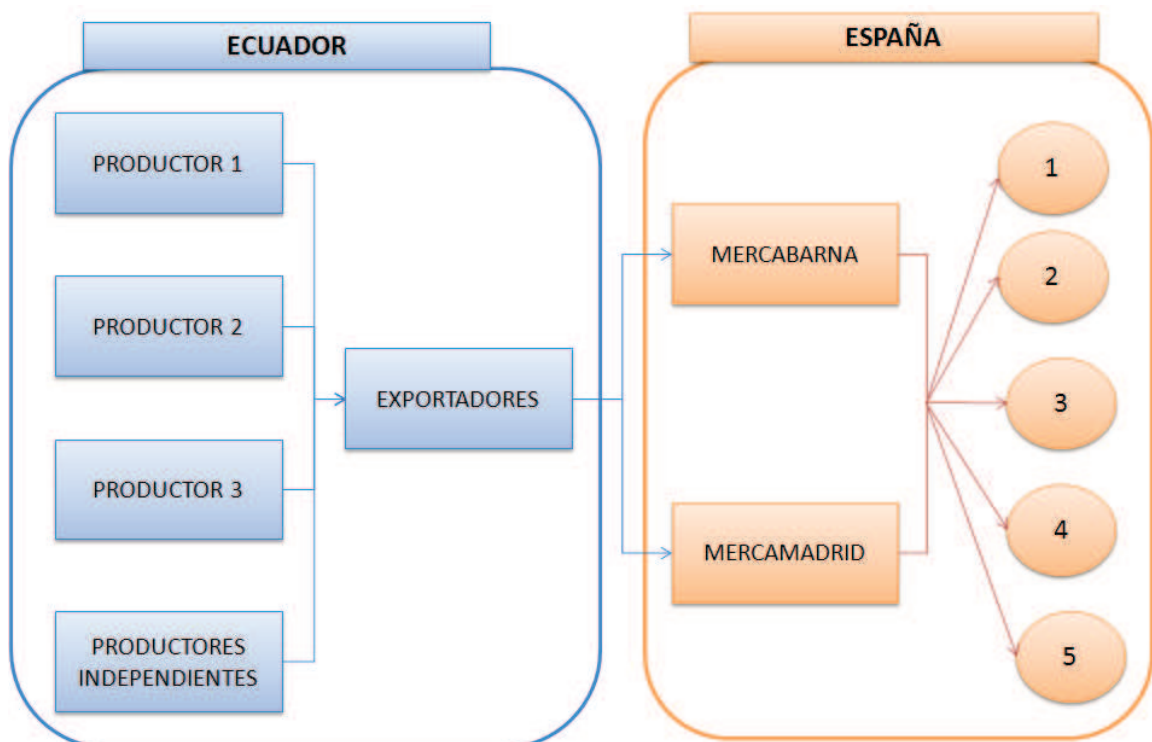 ECUADOR
PRODUCTOR 1
PRODUCTOR 2
PRODUCTOR 3
PRODUCTORES
INDEPENDIENTES
EXPORTADORES
ESPAÑA
MERCABARNA
MERCAMADRID
1
2
3
4
5